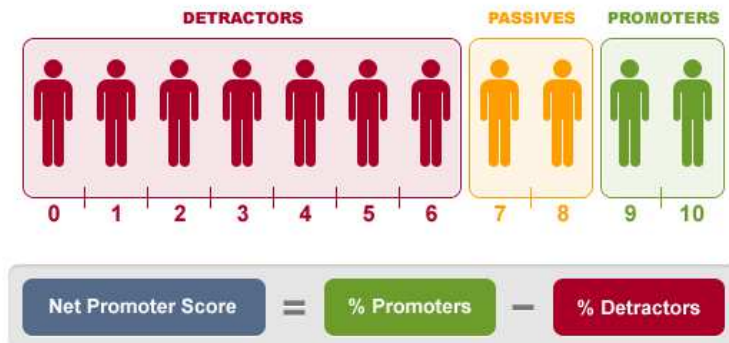 DETRACTORS PASSIVES PROMOTERS
0 1 2 3 4 5 6 7 8 9 10
Net Promoter Score = % Promoters − % Detractors